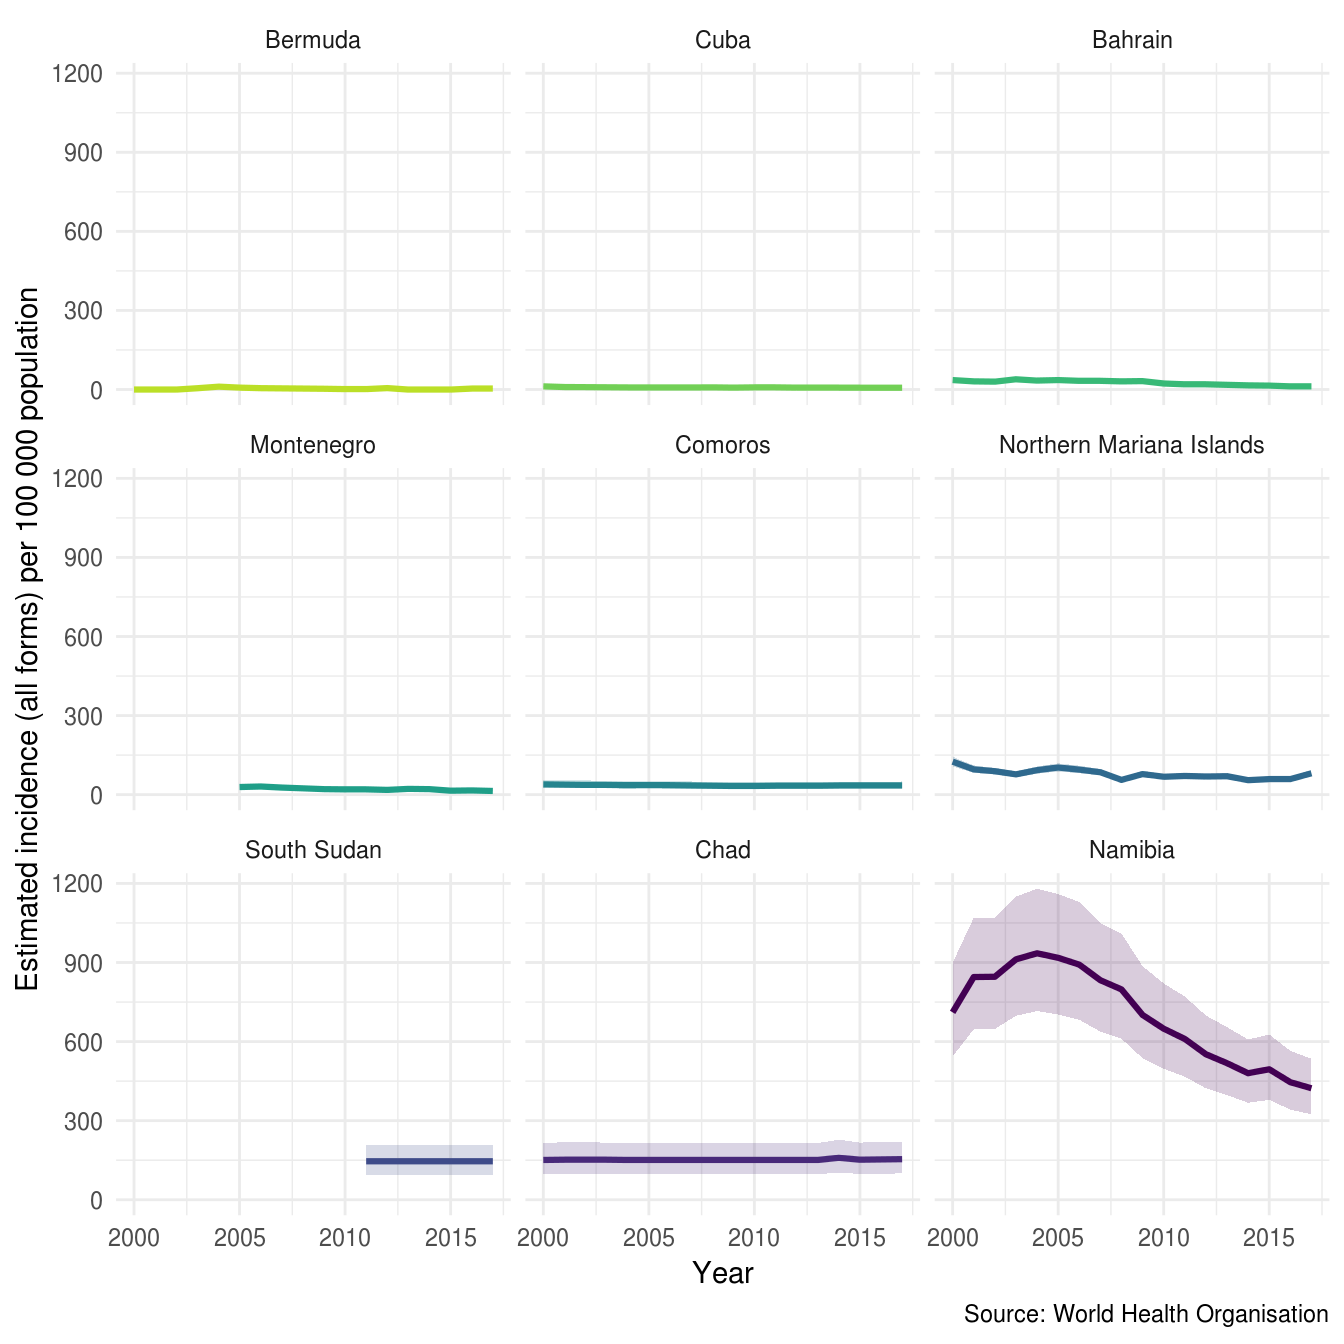 Bermuda Cuba Bahrain
1200
900
600
300
0
Montenegro Comoros Northern Mariana Islands
1200
900
600
300
0
South Sudan Chad Namibia
1200
900
600
300
0
2000 2005 2010 2015 2000 2005 2010 2015 2000 2005 2010 2015
Year
Estimated incidence (all forms) per 100 000 population
Source: World Health Organisation